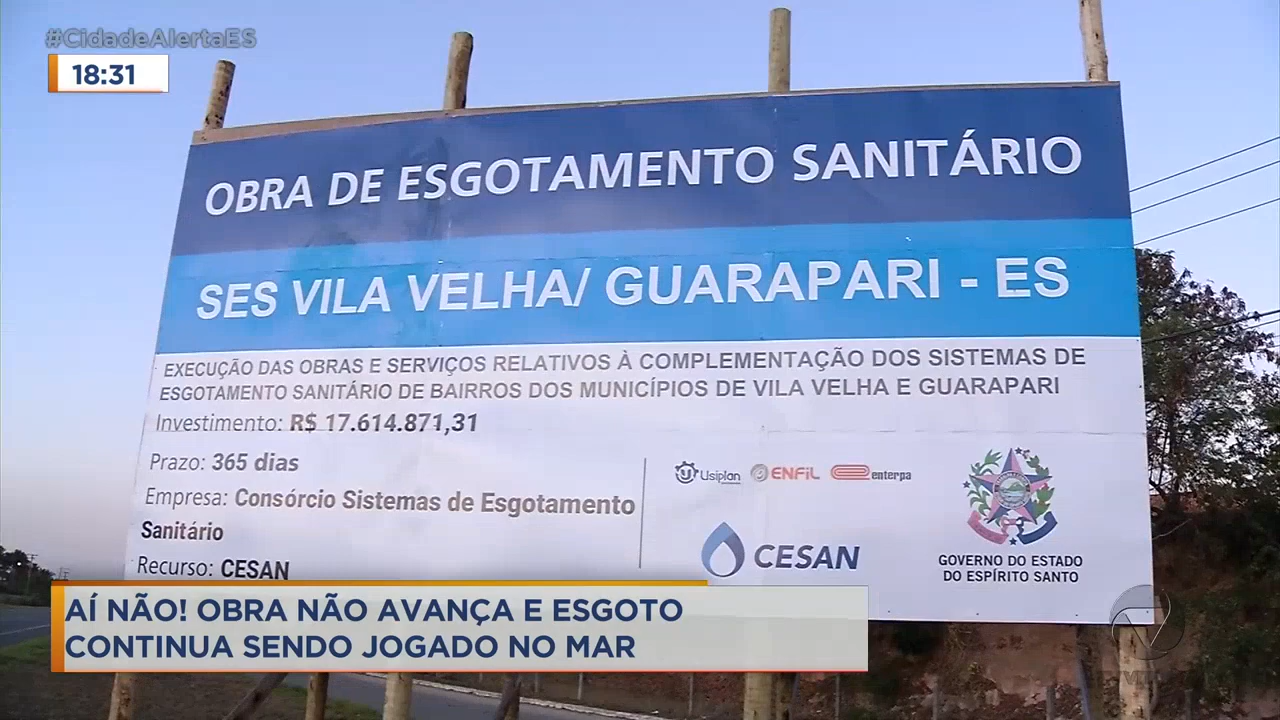 #CidadeAlertaES
18:31
OBRA DE ESGOTAMENTO SANITÁRIO
SES VILA VELHA/ GUARAPARI - ES
EXECUÇÃO DAS OBRAS E SERVIÇOS RELATIVOS À COMPLEMENTAÇÃO DOS SISTEMAS DE
ESGOTAMENTO SANITÁRIO DE BAIRROS DOS MUNICÍPIOS DE VILA VELHA E GUARAPARI
Investimento: R$ 17.614.871,31
Prazo: 365 dias
Empresa: Consórcio Sistemas de Esgotamento
Sanitário
Recurso: CESAN
Usiplan ENFIL enterpa
CESAN
GOVERNO DO ESTADO
DO ESPÍRITO SANTO
AÍ NÃO! OBRA NÃO AVANÇA E ESGOTO
CONTINUA SENDO JOGADO NO MAR